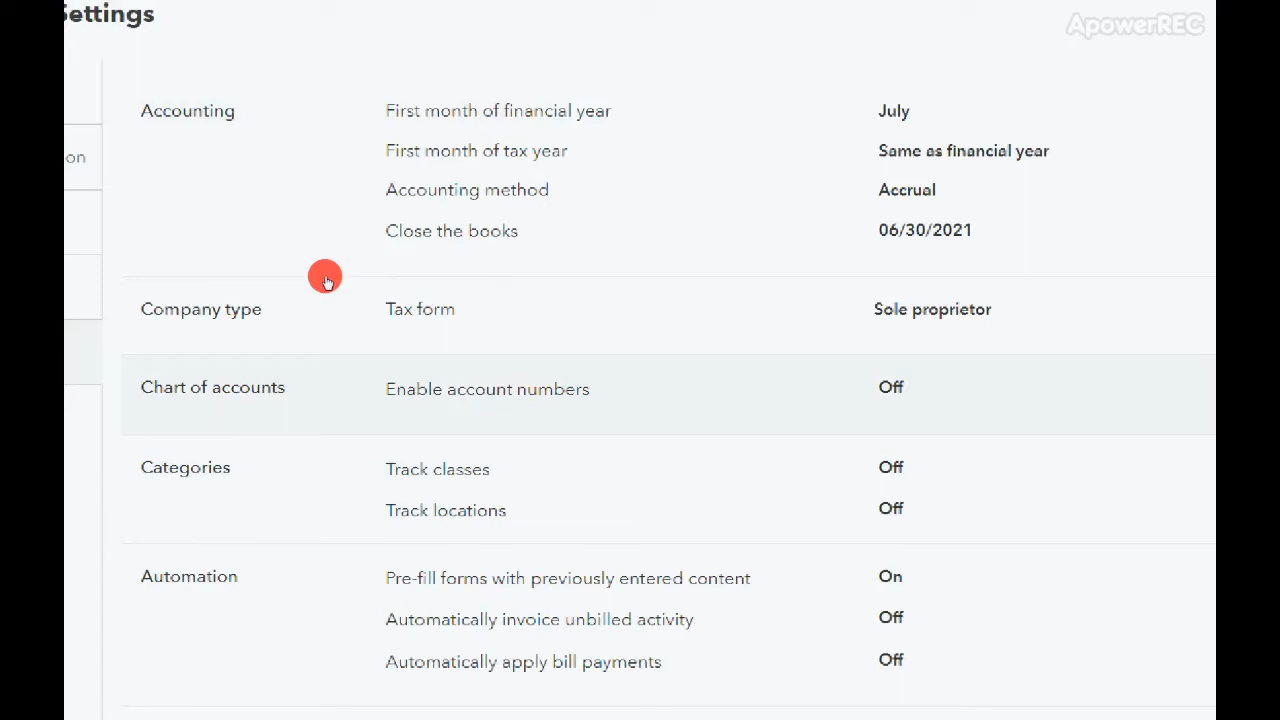 Settings
ApowerREC
Accounting First month of financial year July
on First month of tax year Same as financial year
Accounting method Accrual
Close the books 06/30/2021
Company type Tax form Sole proprietor
Chart of accounts Enable account numbers Off
Categories Track classes Off
Track locations Off
Automation Pre-fill forms with previously entered content On
Automatically invoice unbilled activity Off
Automatically apply bill payments Off